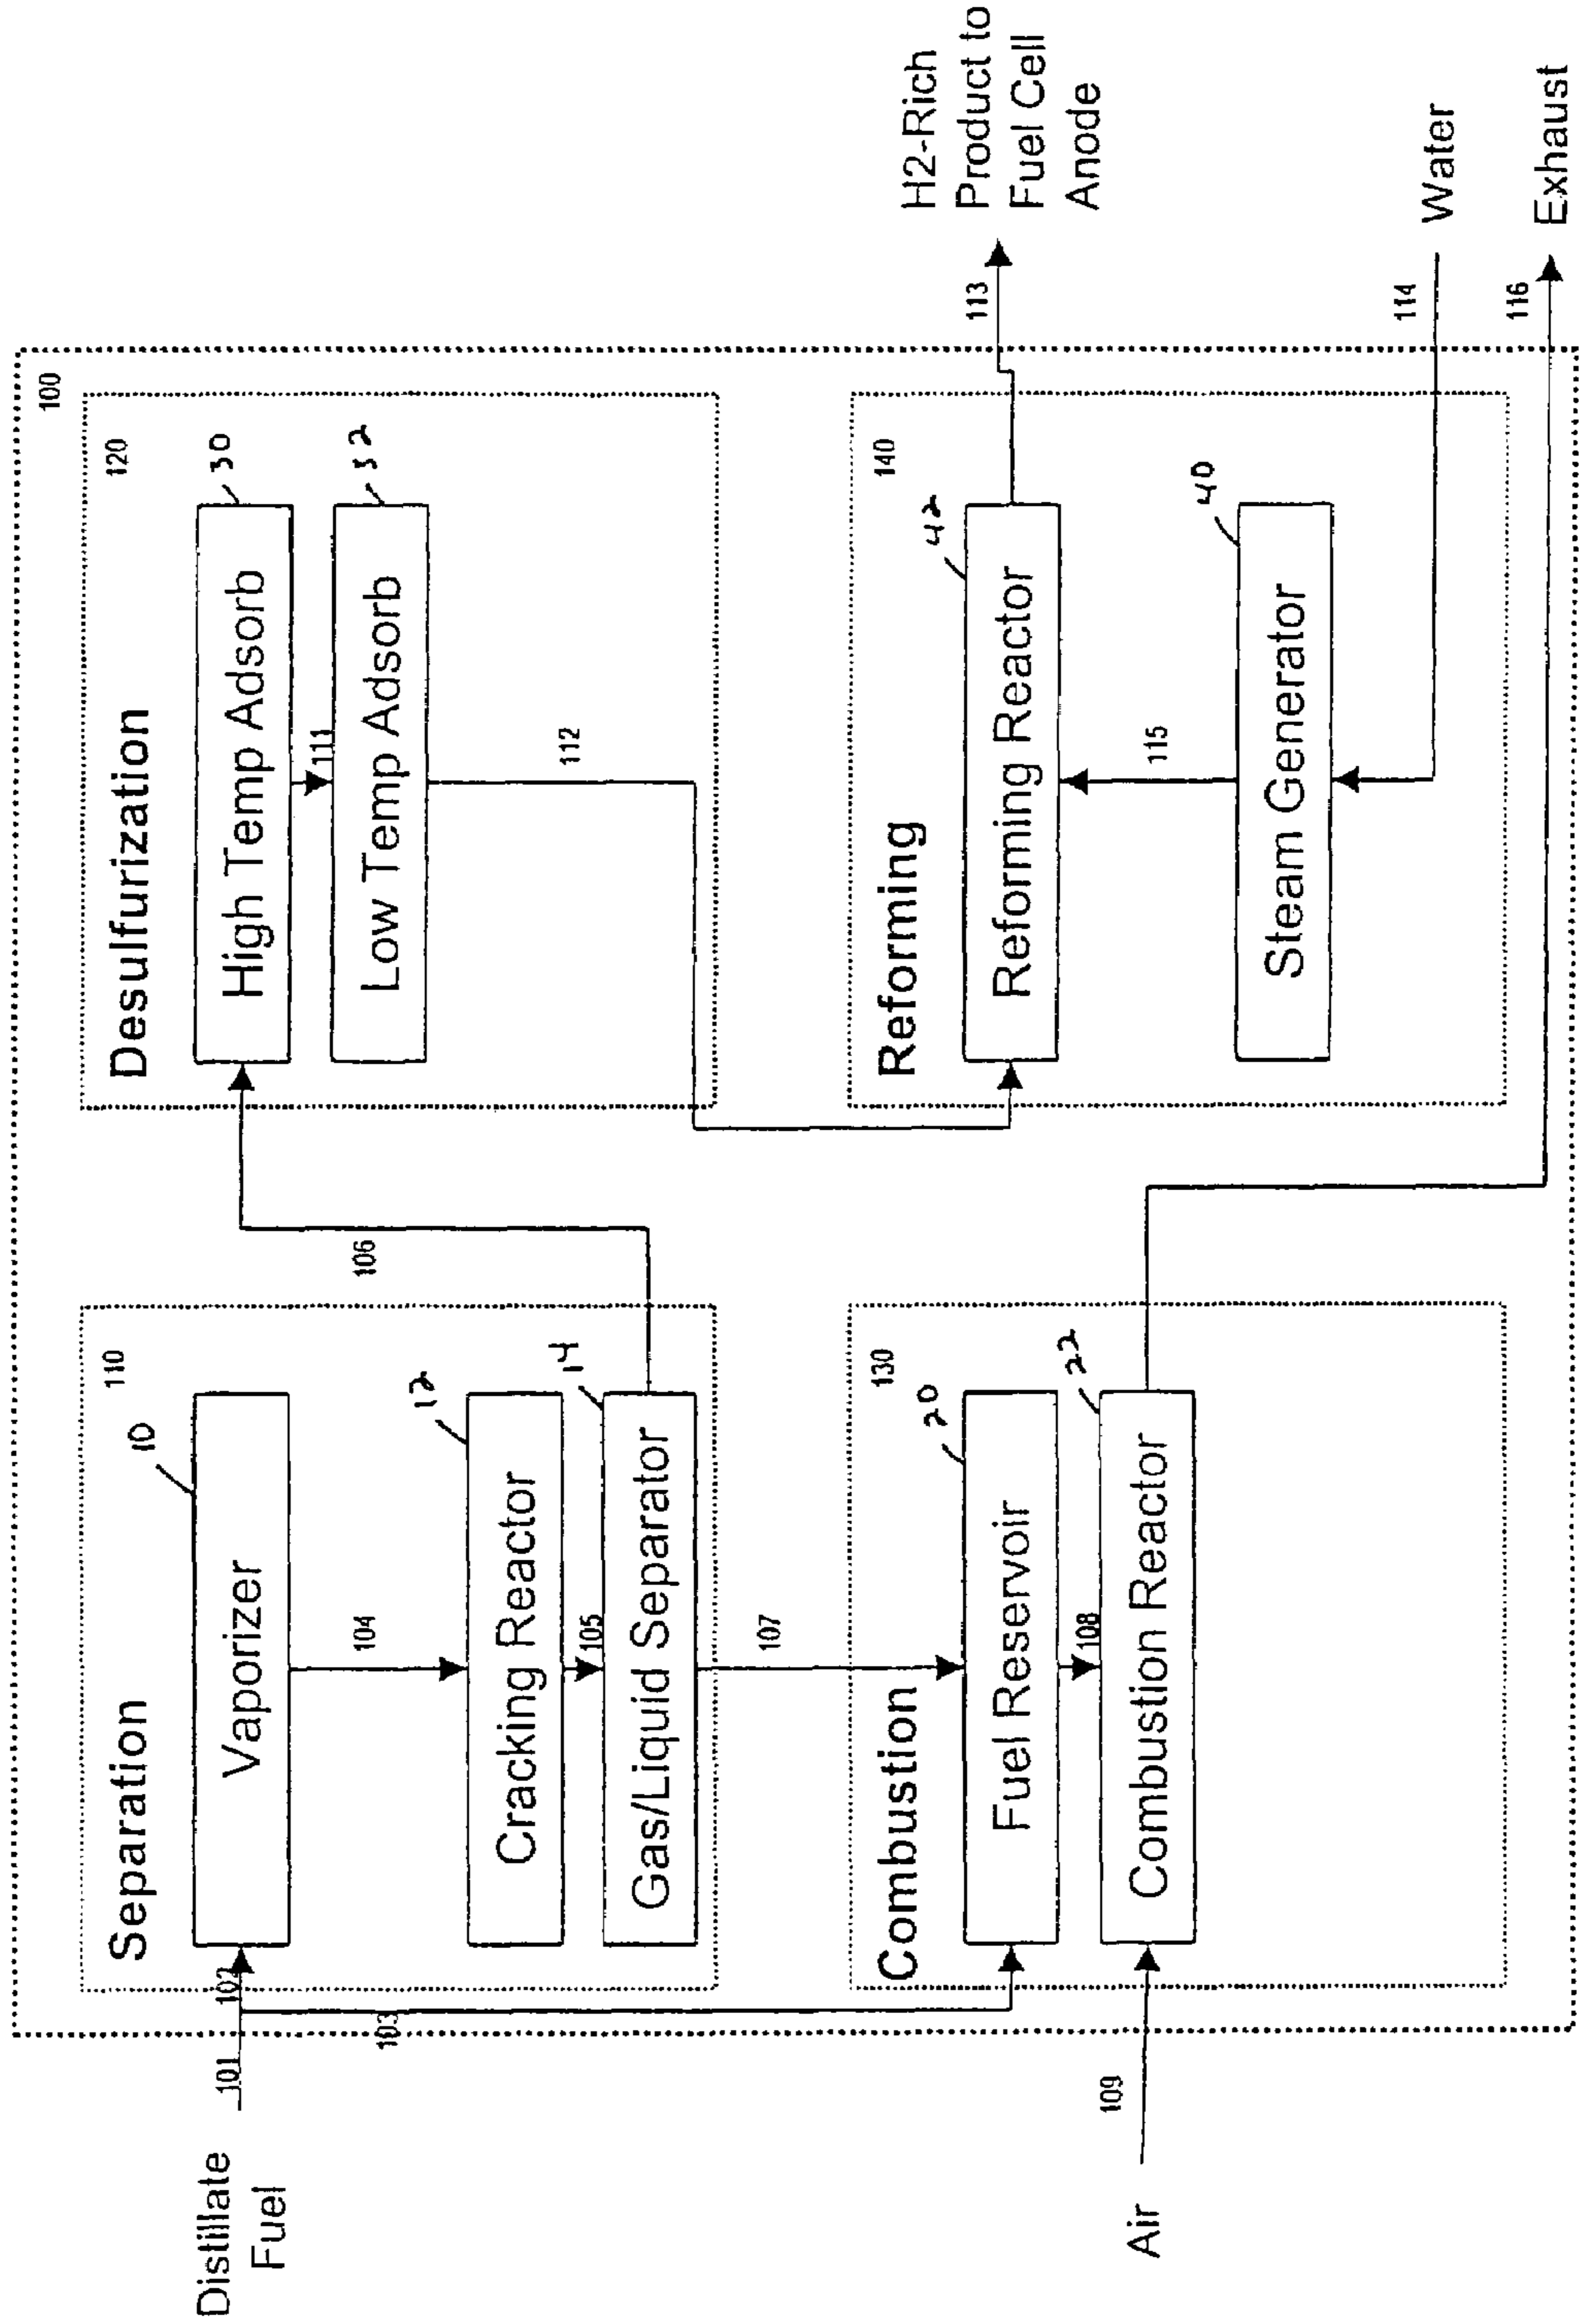 100
Separation
110
10
Vaporizer
104
12
Cracking Reactor
105
14
Gas/Liquid Separator
106
107
Desulfurization
120
High Temp Adsorb
30
111
Low Temp Adsorb
32
112
Distillate
Fuel
101
102
103
Combustion
130
20
Fuel Reservoir
108
22
Combustion Reactor
Air
109
Reforming
140
42
Reforming Reactor
115
40
Steam Generator
113
H2-Rich
Product to
Fuel Cell
Anode
114
Water
116
Exhaust